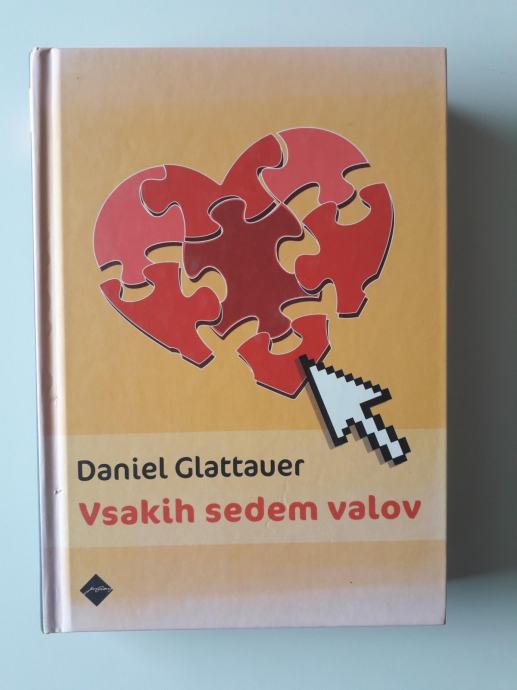 Daniel Glattauer
Vsakih sedem valov